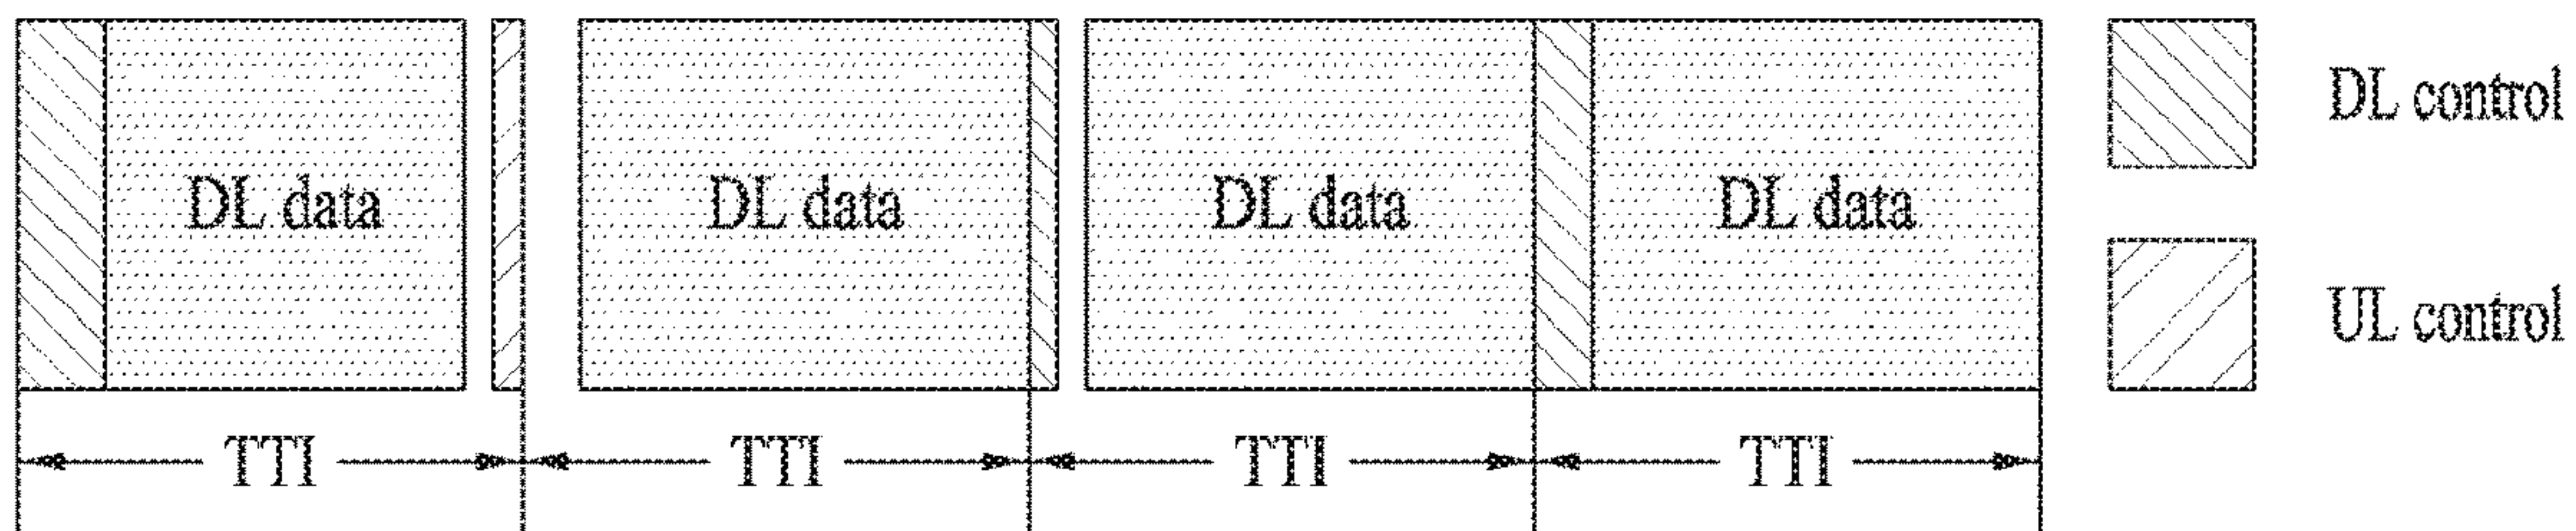 DL data
DL data
DL data
DL data
DL control
UL control
TTI
TTI
TTI
TTI